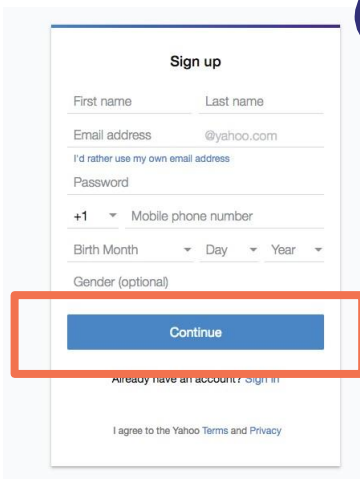 Sign up
First name Last name
Email address @yahoo.com
I'd rather use my own email address
Password
+1 Mobile phone number
Birth Month Day Year
Gender (optional)
Continue
Already have an account? Sign in
I agree to the Yahoo Terms and Privacy